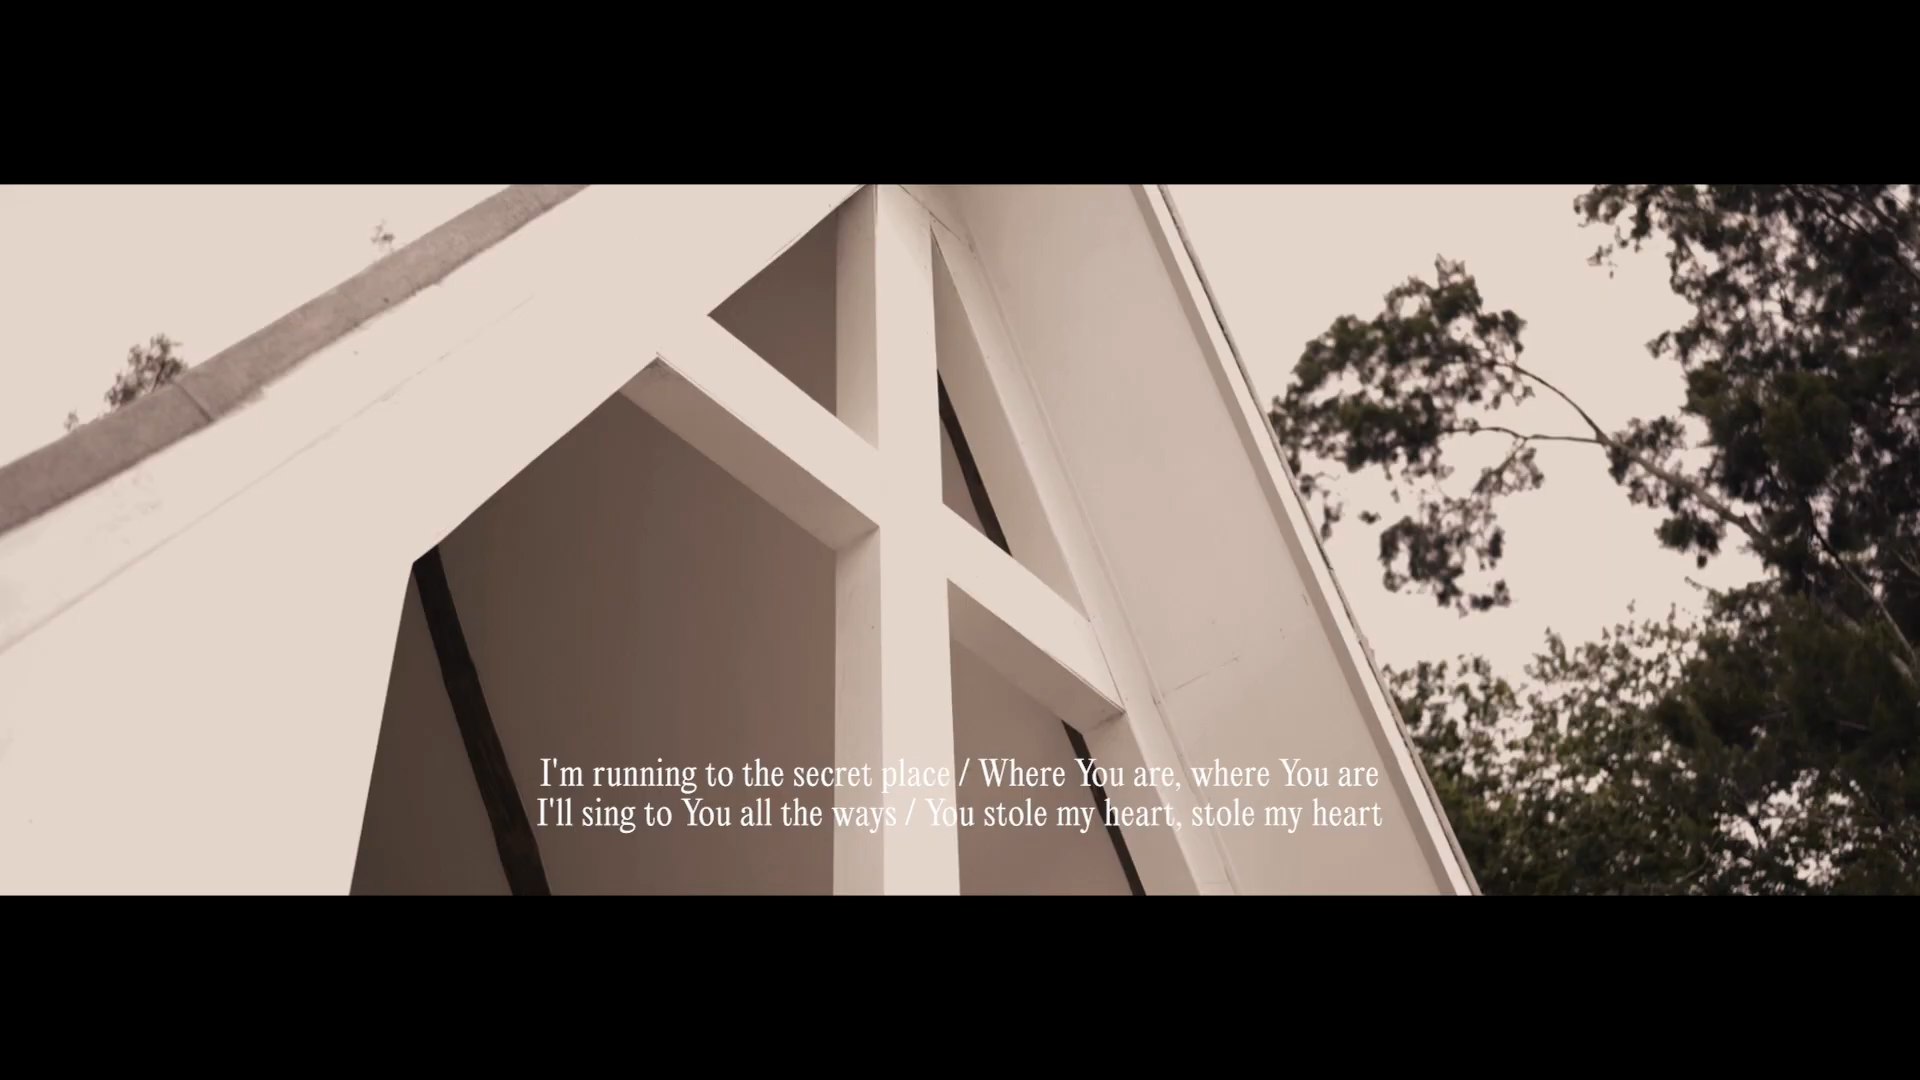 I'm running to the secret place / Where You are, where You are
I'll sing to You all the ways / You stole my heart, stole my heart